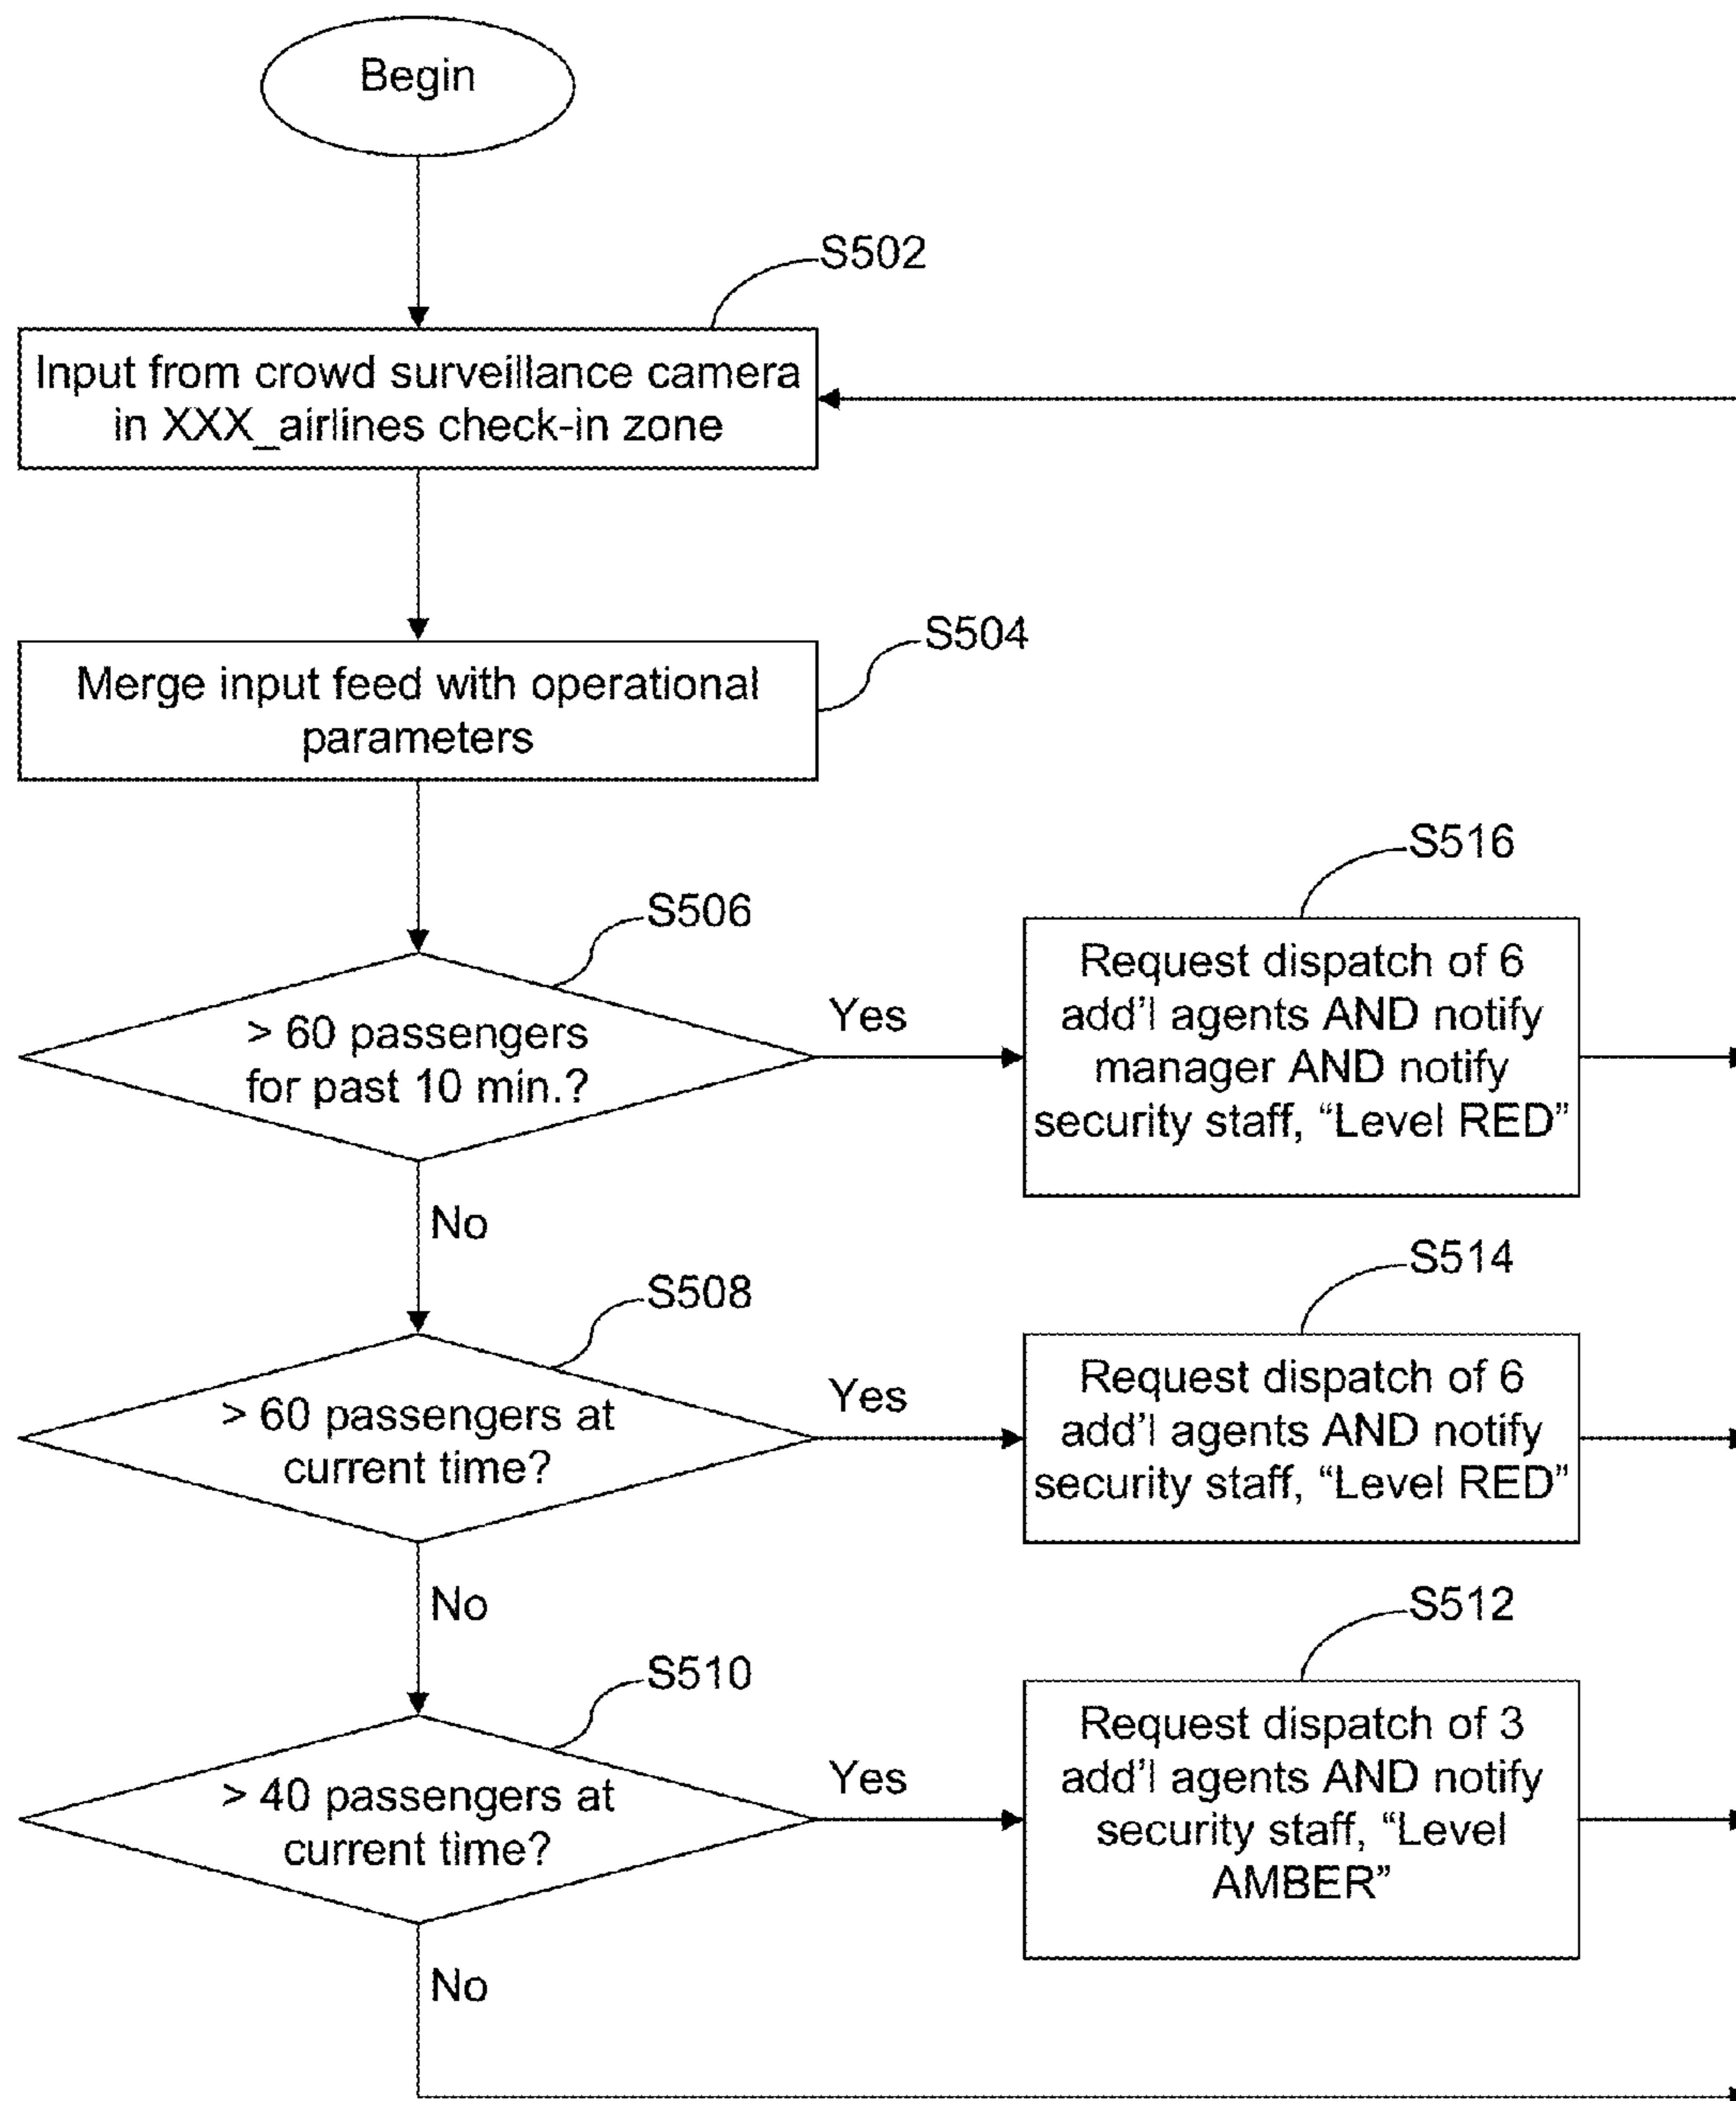 Begin
S502
Input from crowd surveillance camera
in XXX_airlines check-in zone
S504
Merge input feed with operational
parameters
S506
> 60 passengers
for past 10 min.?
Yes
No
S516
Request dispatch of 6
add'l agents AND notify
manager AND notify
security staff, “Level RED”
S508
> 60 passengers at
current time?
Yes
No
S514
Request dispatch of 6
add'l agents AND notify
security staff, “Level RED”
S510
> 40 passengers at
current time?
Yes
No
S512
Request dispatch of 3
add'l agents AND notify
security staff, “Level
AMBER”